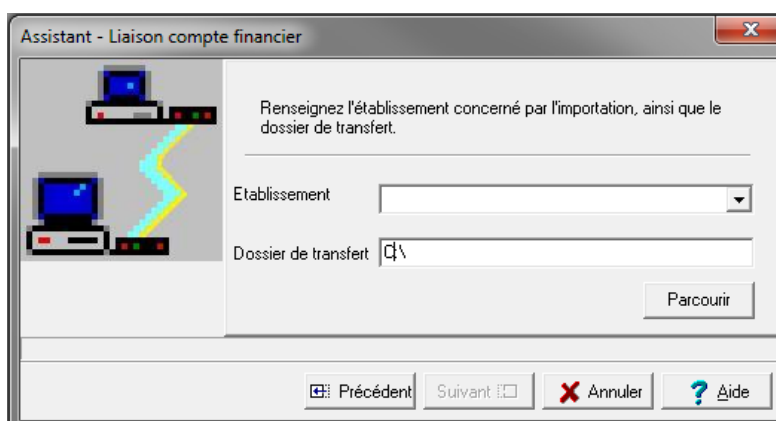 Assistant - Liaison compte financier
Renseignez l'établissement concerné par l'importation, ainsi que le
dossier de transfert.
Etablissement
Dossier de transfert C:\
Parcourir
Précédent Suivant Annuler Aide